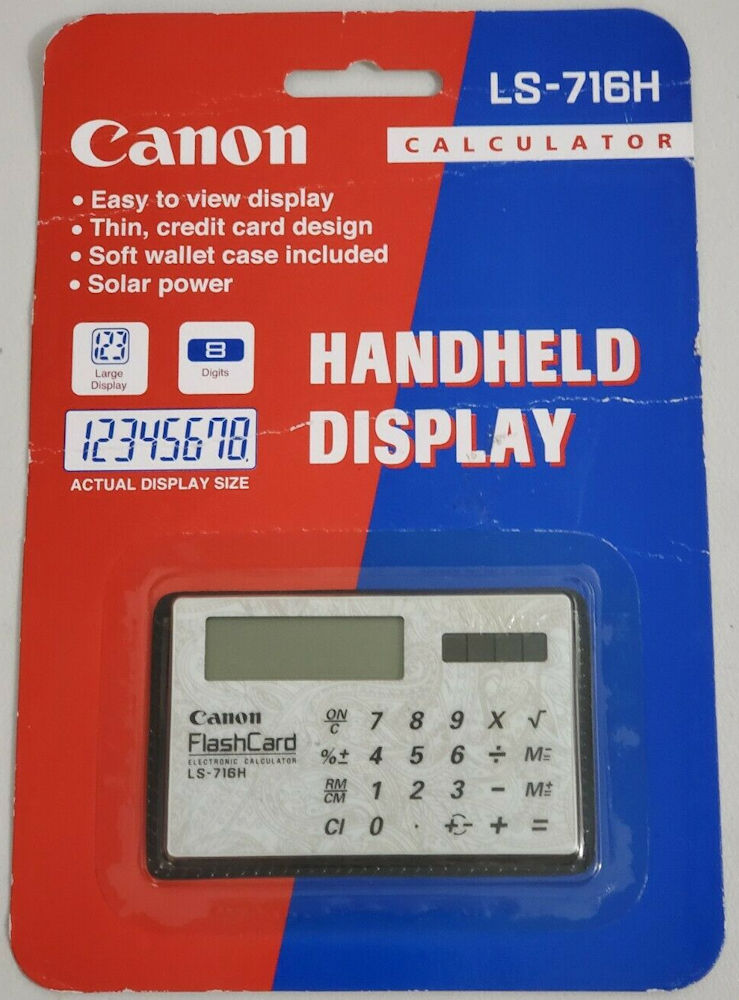 LS-716H
Canon
CALCULATOR
• Easy to view display
• Thin, credit card design
• Soft wallet case included
• Solar power
123
Large
Display
8
Digits
12345678.
ACTUAL DISPLAY SIZE
HANDHELD
DISPLAY
Canon
FlashCard
ELECTRONIC CALCULATOR
LS-716H
ON/C 7 8 9 X √
%± 4 5 6 ÷ M=-
RM/CM 1 2 3 - M=+
CI 0 . +⇄- + =